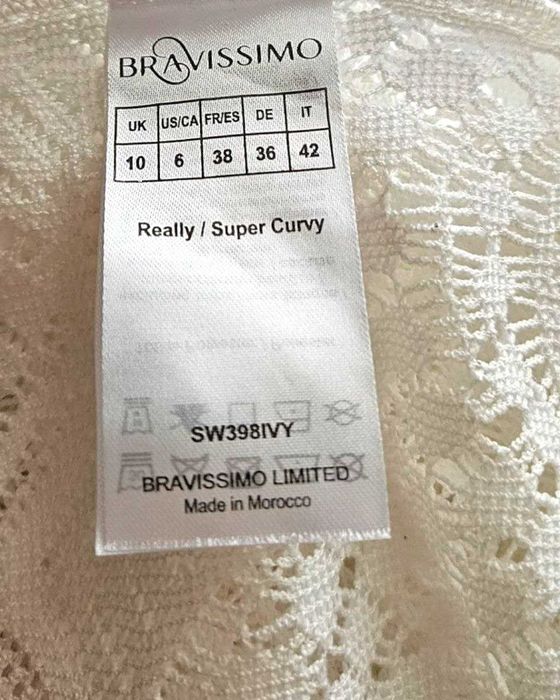 BRAVISSIMO
UK US/CA FR/ES DE IT
10 6 38 36 42
Really / Super Curvy
SW398IVY
BRAVISSIMO LIMITED
Made in Morocco